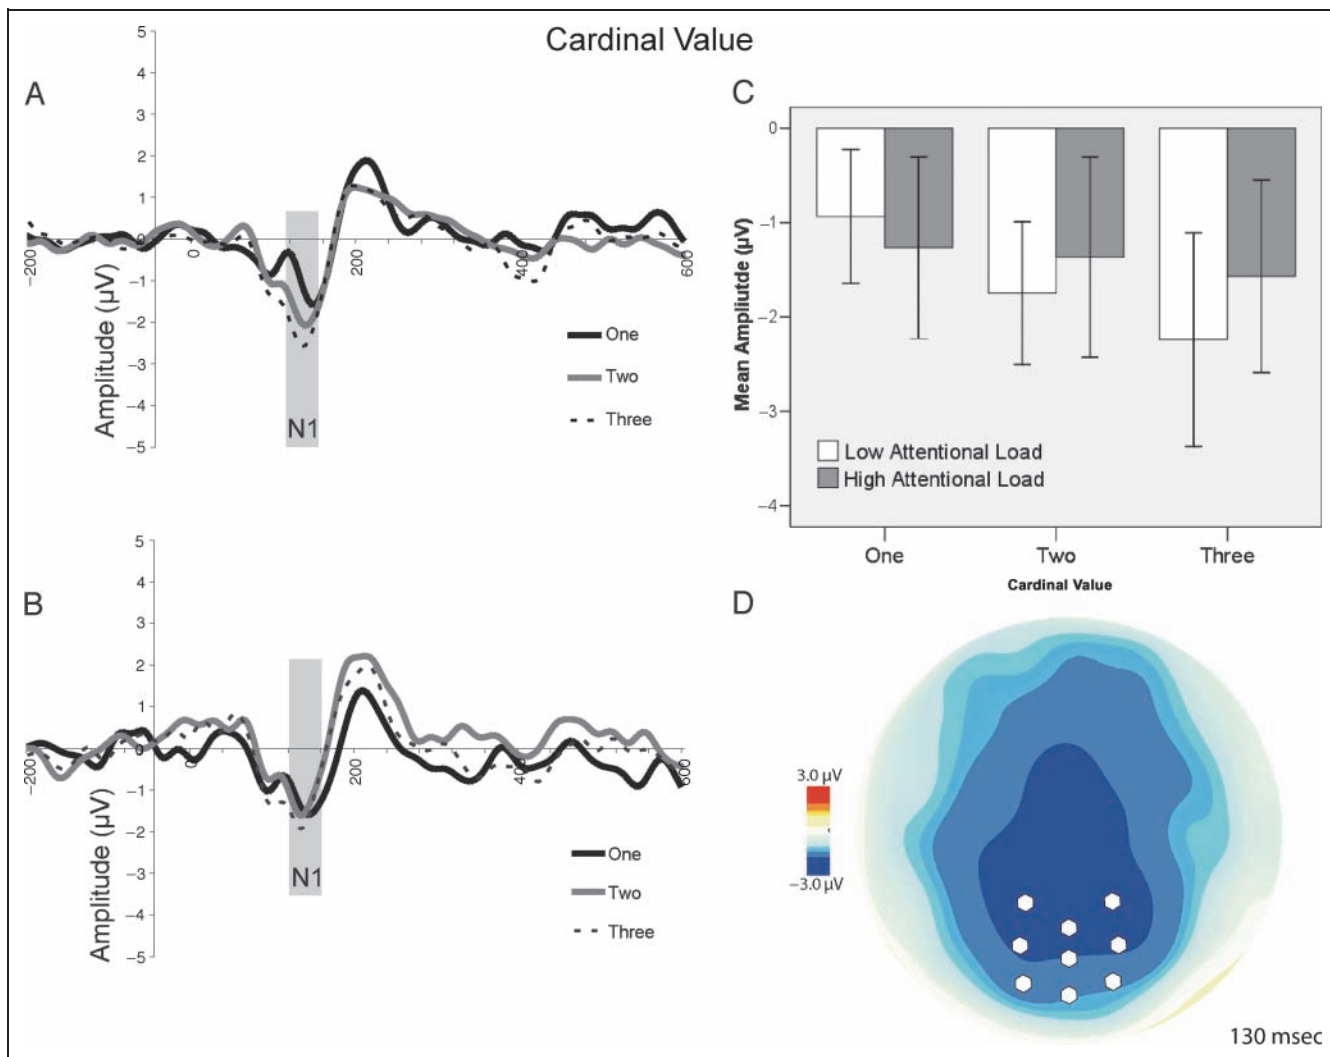 Cardinal Value
A
5
4
3
2
1
0
−1
−2
−3
−4
−5
Amplitude (µV)
−200
0
200
400
600
One
Two
Three
N1
B
5
4
3
2
1
0
−1
−2
−3
−4
−5
Amplitude (µV)
−200
0
200
400
600
One
Two
Three
N1
C
0
−1
−2
−3
−4
Mean Ampliutde (µV)
Low Attentional Load
High Attentional Load
One Two Three
Cardinal Value
D
3.0 µV
−3.0 µV
130 msec